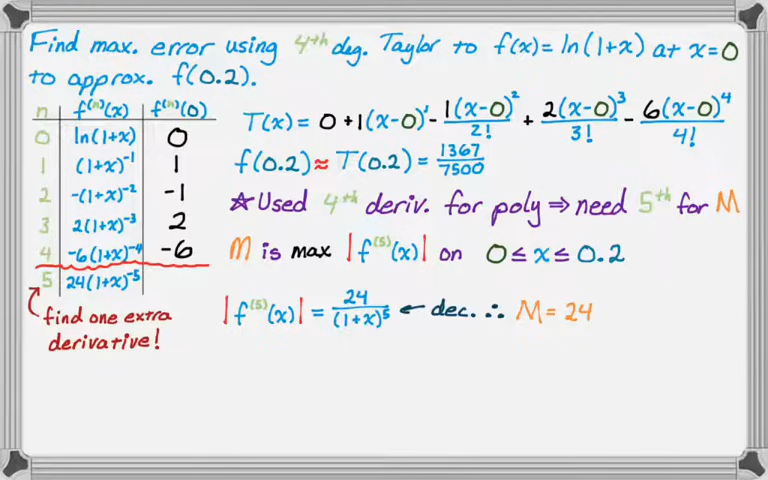 Find max. error using 4th deg. Taylor to f(x)=ln(1+x) at x=0
to approx. f(0.2).
n f⁽ⁿ⁾(x) f⁽ⁿ⁾(0)
0 ln(1+x) 0
1 (1+x)⁻¹ 1
2 -(1+x)⁻² -1
3 2(1+x)⁻³ 2
4 -6(1+x)⁻⁴ -6
5 24(1+x)⁻⁵
find one extra
derivative!
T(x) = 0 + 1(x-0)¹ - 1(x-0)²/2! + 2(x-0)³/3! - 6(x-0)⁴/4!
f(0.2) ≈ T(0.2) = 1367/7500
☆Used 4th deriv. for poly ⇒ need 5th for M
M is max |f⁽⁵⁾(x)| on 0 ≤ x ≤ 0.2
|f⁽⁵⁾(x)| = 24/(1+x)⁵ ← dec. ∴ M = 24